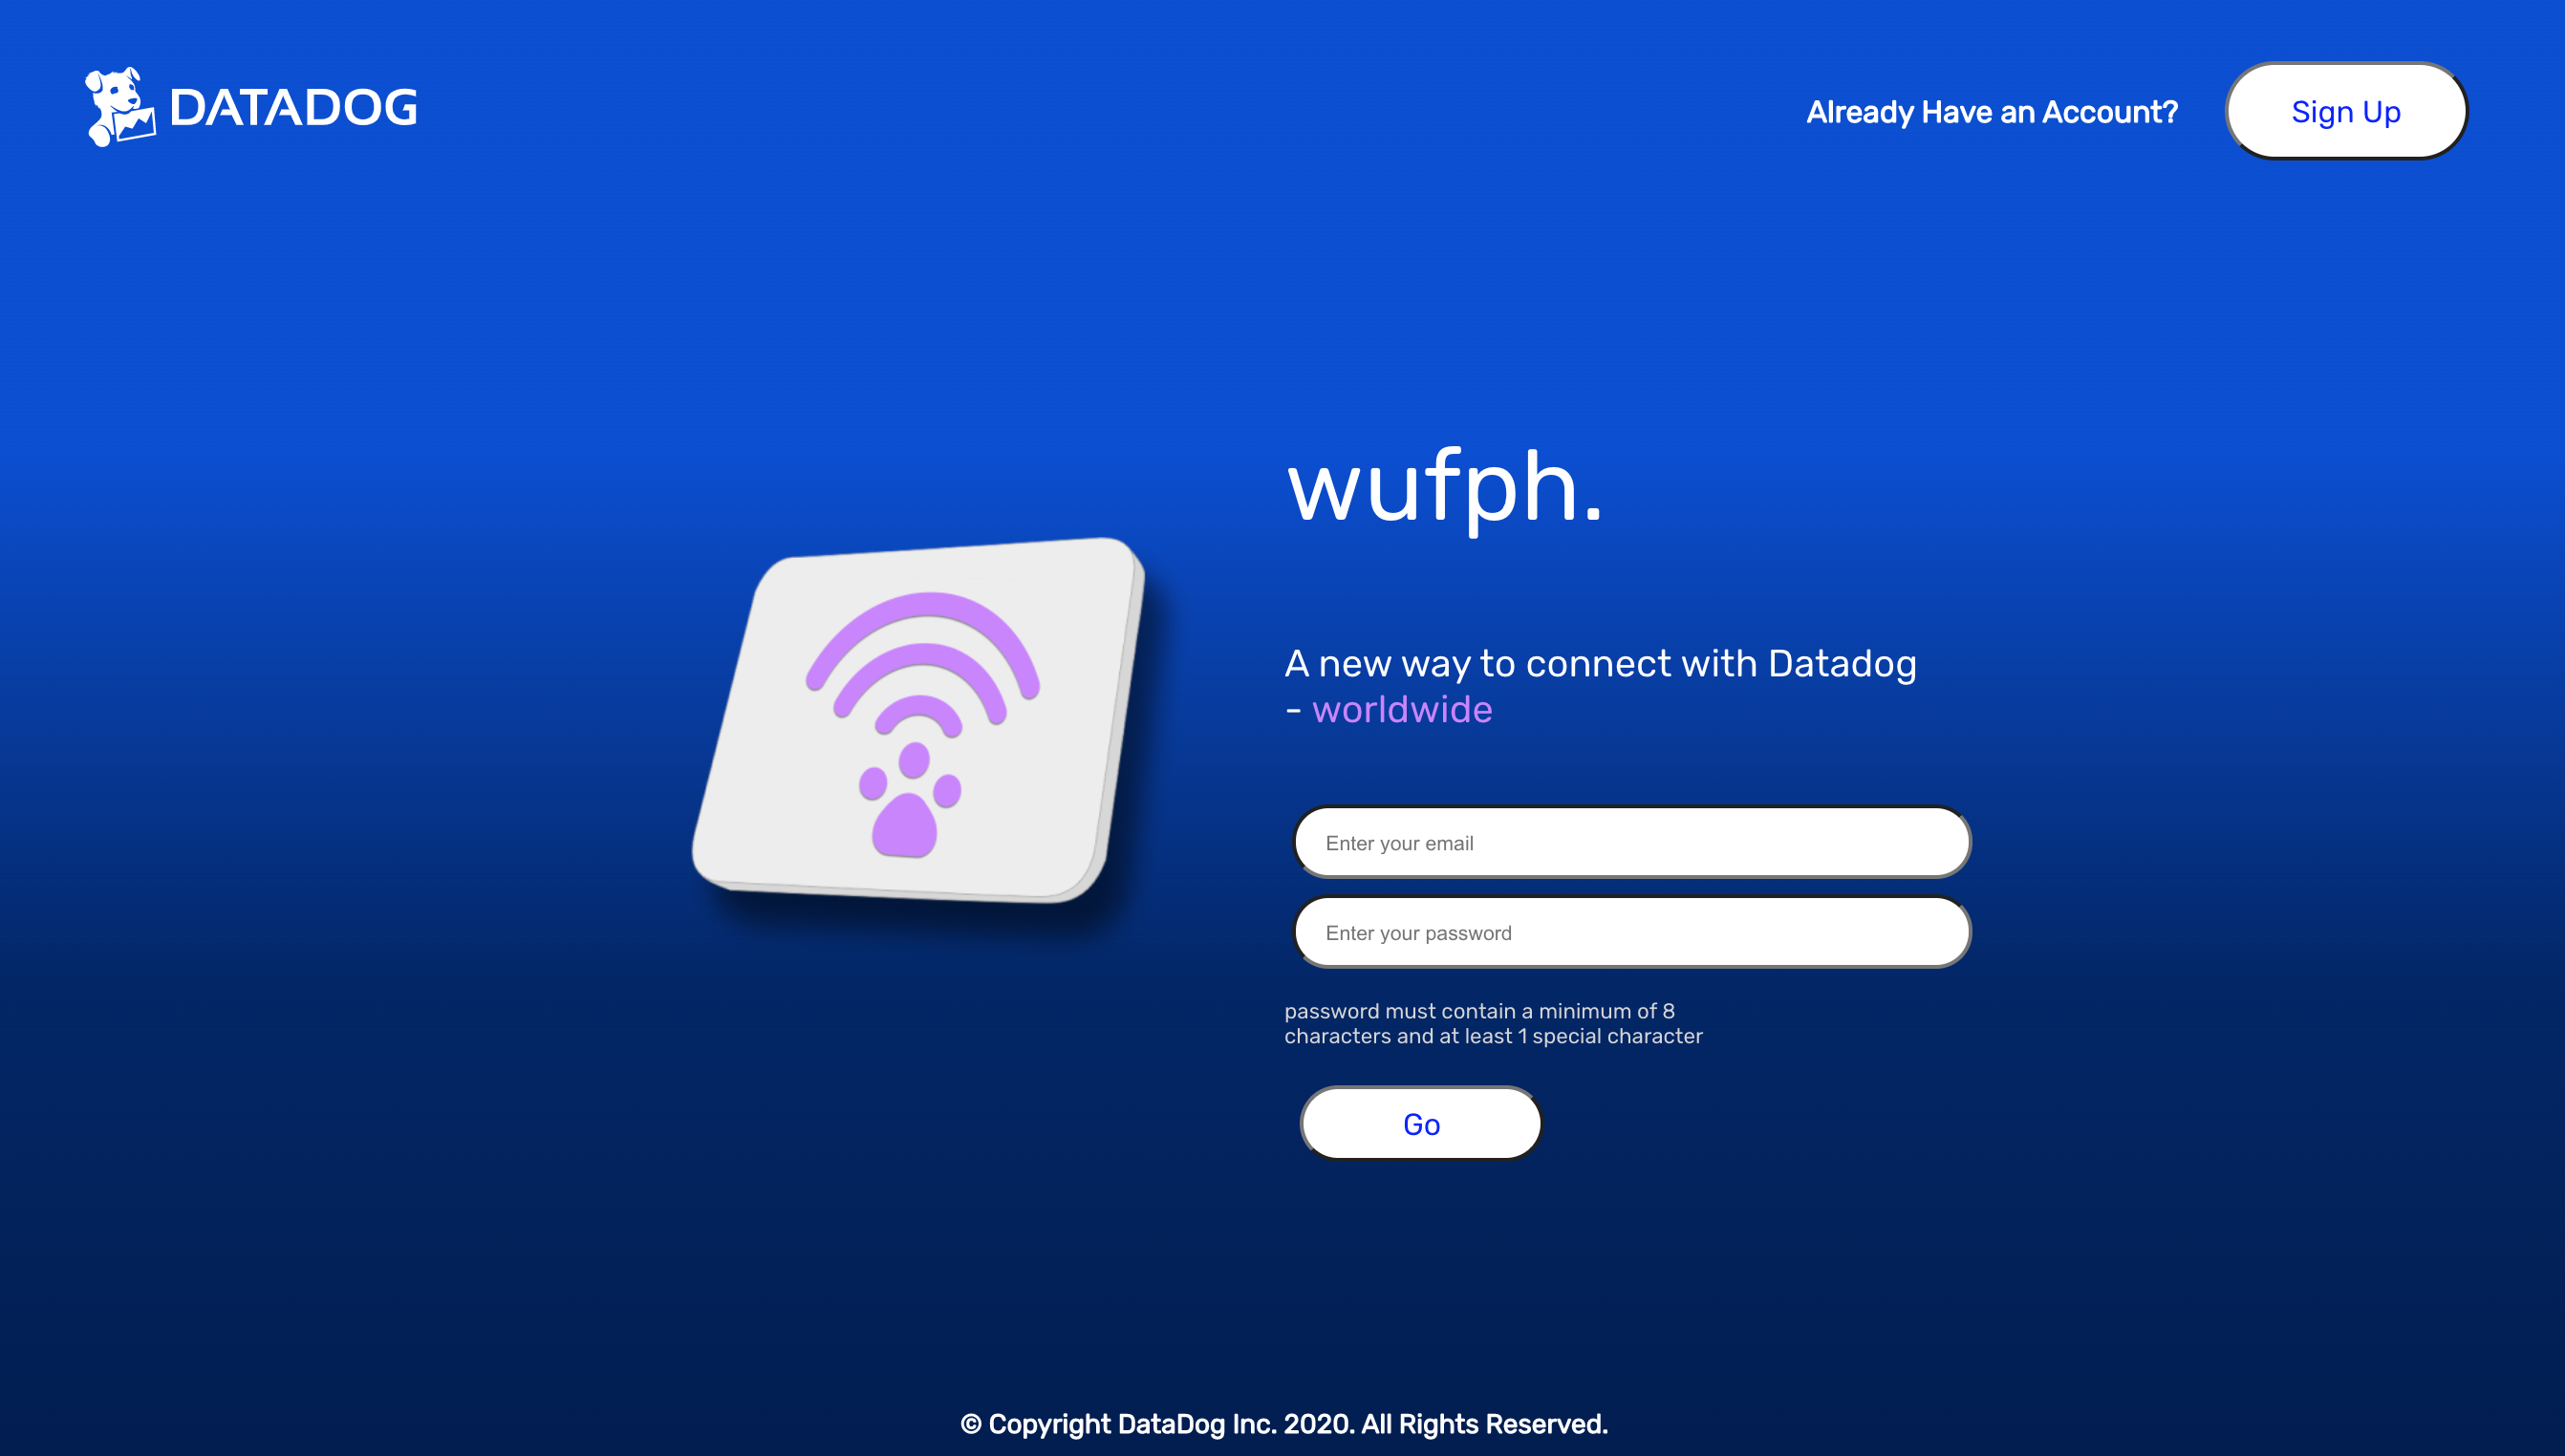 DATADOG
Already Have an Account?
Sign Up
wufph.
A new way to connect with Datadog
- worldwide
Enter your email
Enter your password
password must contain a minimum of 8
characters and at least 1 special character
Go
© Copyright DataDog Inc. 2020. All Rights Reserved.